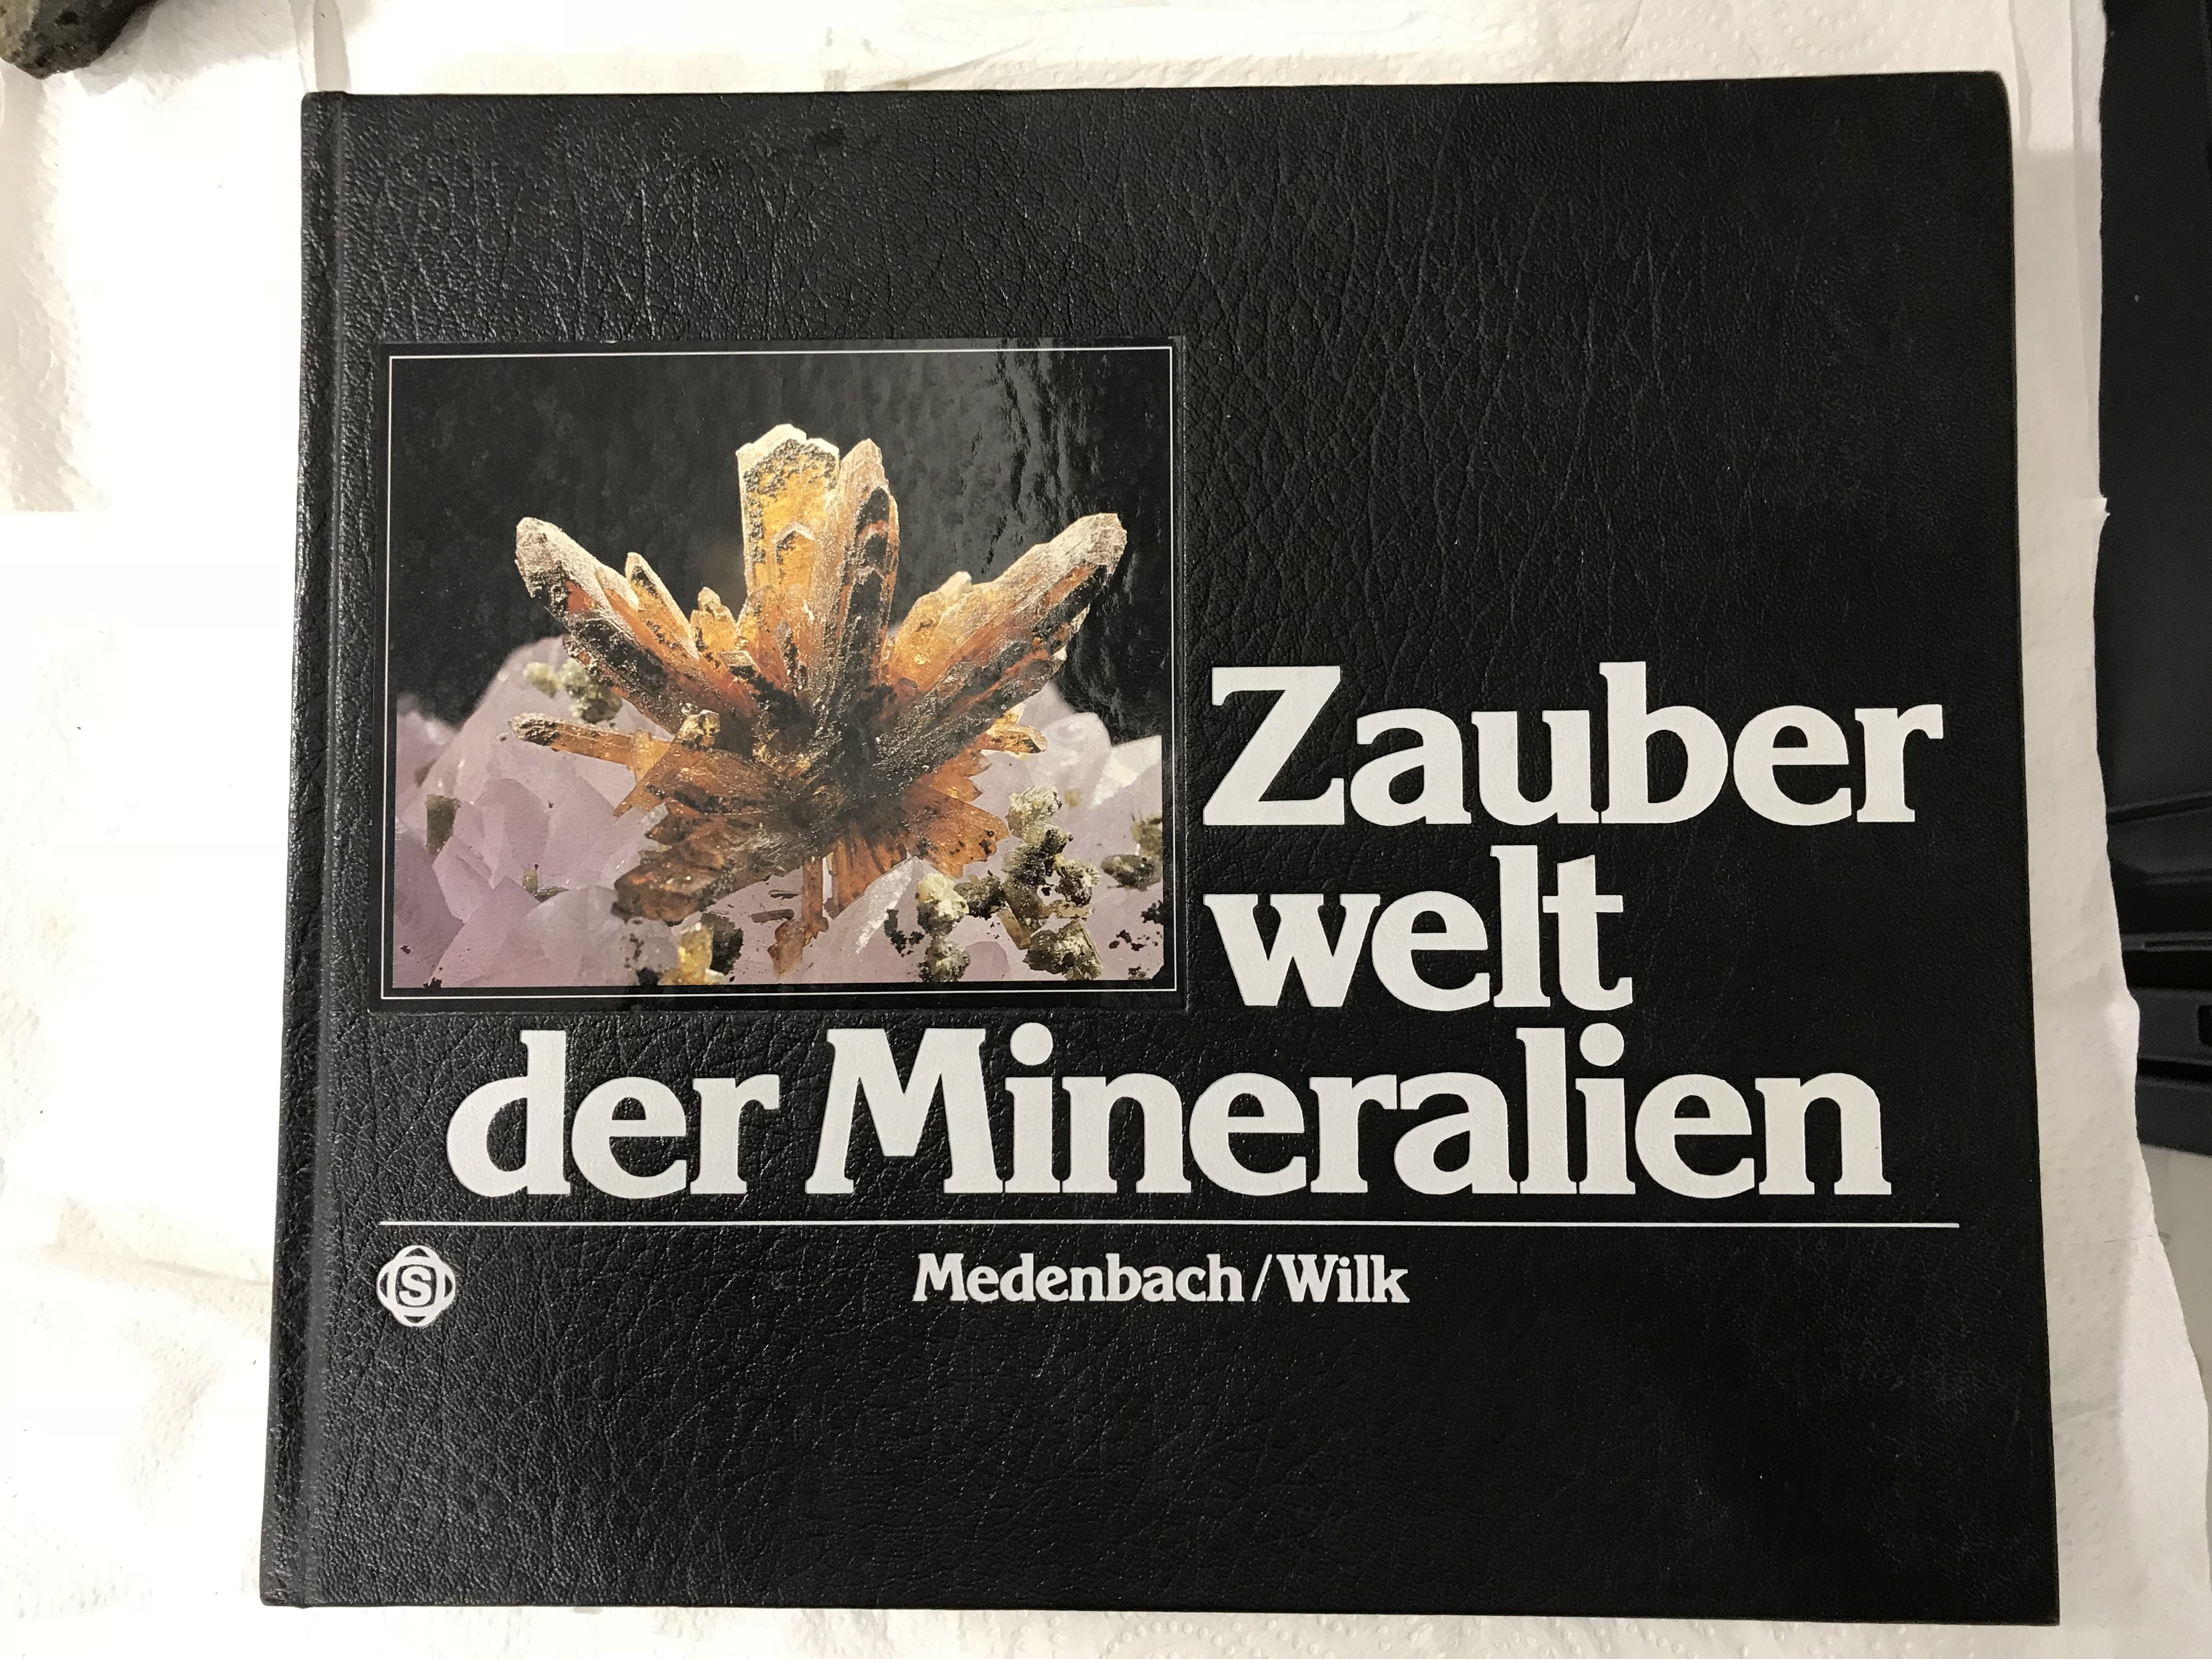 Zauber
welt
der Mineralien
S
Medenbach/Wilk